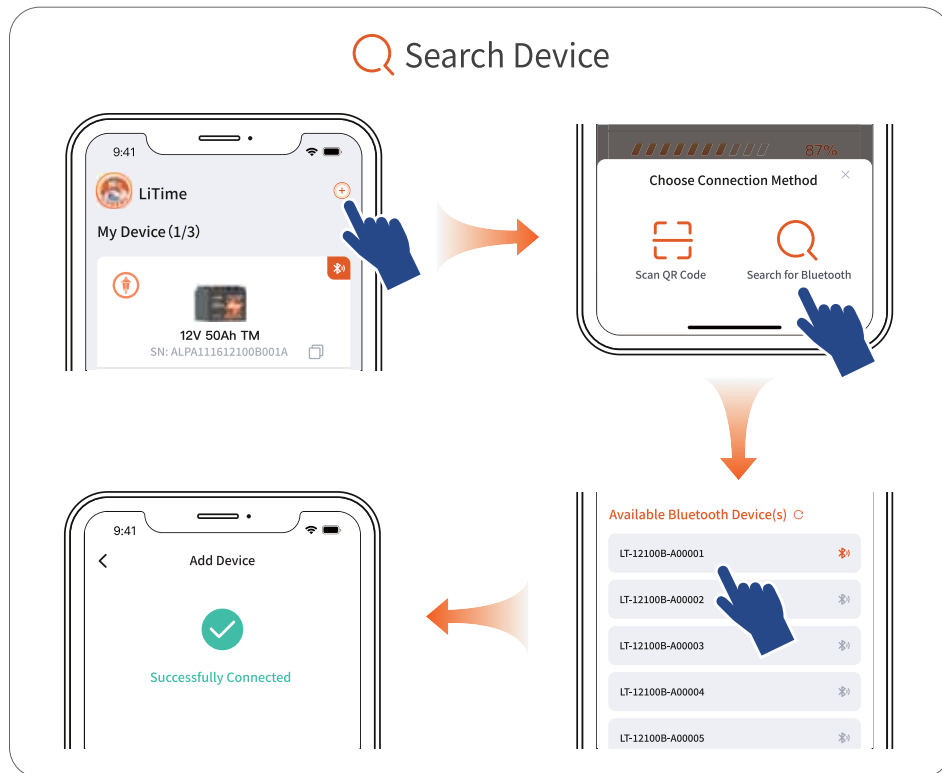 Search Device
9:41
LiTime
My Device (1/3)
12V 50Ah TM
SN: ALPA111612100B001A
87%
Choose Connection Method
Scan QR Code
Search for Bluetooth
Available Bluetooth Device(s)
LT-12100B-A00001
LT-12100B-A00002
LT-12100B-A00003
LT-12100B-A00004
LT-12100B-A00005
9:41
Add Device
Successfully Connected